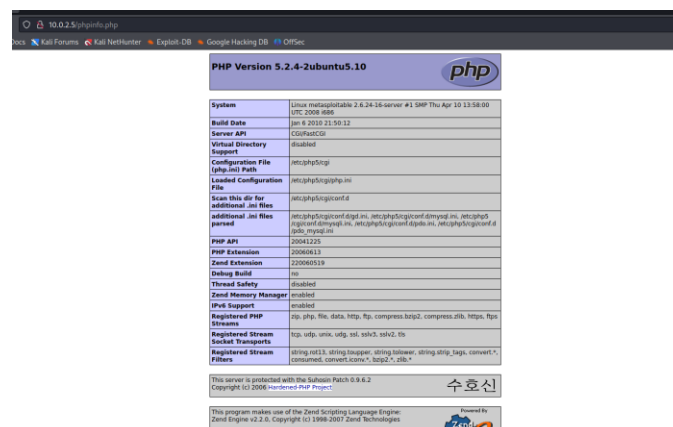 10.0.2.5/phpinfo.php
Docs Kali Forums Kali NetHunter Exploit-DB Google Hacking DB OffSec
PHP Version 5.2.4-2ubuntu5.10
php
System Linux metasploitable 2.6.24-16-server #1 SMP Thu Apr 10 13:58:00
UTC 2008 i686
Build Date Jan 6 2010 21:50:12
Server API CGI/FastCGI
Virtual Directory disabled
Support
Configuration File /etc/php5/cgi
(php.ini) Path
Loaded Configuration /etc/php5/cgi/php.ini
File
Scan this dir for /etc/php5/cgi/conf.d
additional .ini files
additional .ini files /etc/php5/cgi/conf.d/gd.ini, /etc/php5/cgi/conf.d/mysql.ini, /etc/php5
parsed /cgi/conf.d/mysqli.ini, /etc/php5/cgi/conf.d/pdo.ini, /etc/php5/cgi/conf.d
/pdo_mysql.ini
PHP API 20041225
PHP Extension 20060613
Zend Extension 220060519
Debug Build no
Thread Safety disabled
Zend Memory Manager enabled
IPv6 Support enabled
Registered PHP zip, php, file, data, http, ftp, compress.bzip2, compress.zlib, https, ftps
Streams
Registered Stream tcp, udp, unix, udg, ssl, sslv3, sslv2, tls
Socket Transports
Registered Stream string.rot13, string.toupper, string.tolower, string.strip_tags, convert.*,
Filters consumed, convert.iconv.*, bzip2.*, zlib.*
This server is protected with the Suhosin Patch 0.9.6.2
Copyright (c) 2006 Hardened-PHP Project
수호신
This program makes use of the Zend Scripting Language Engine:
Zend Engine v2.2.0, Copyright (c) 1998-2007 Zend Technologies
Powered By
Zend